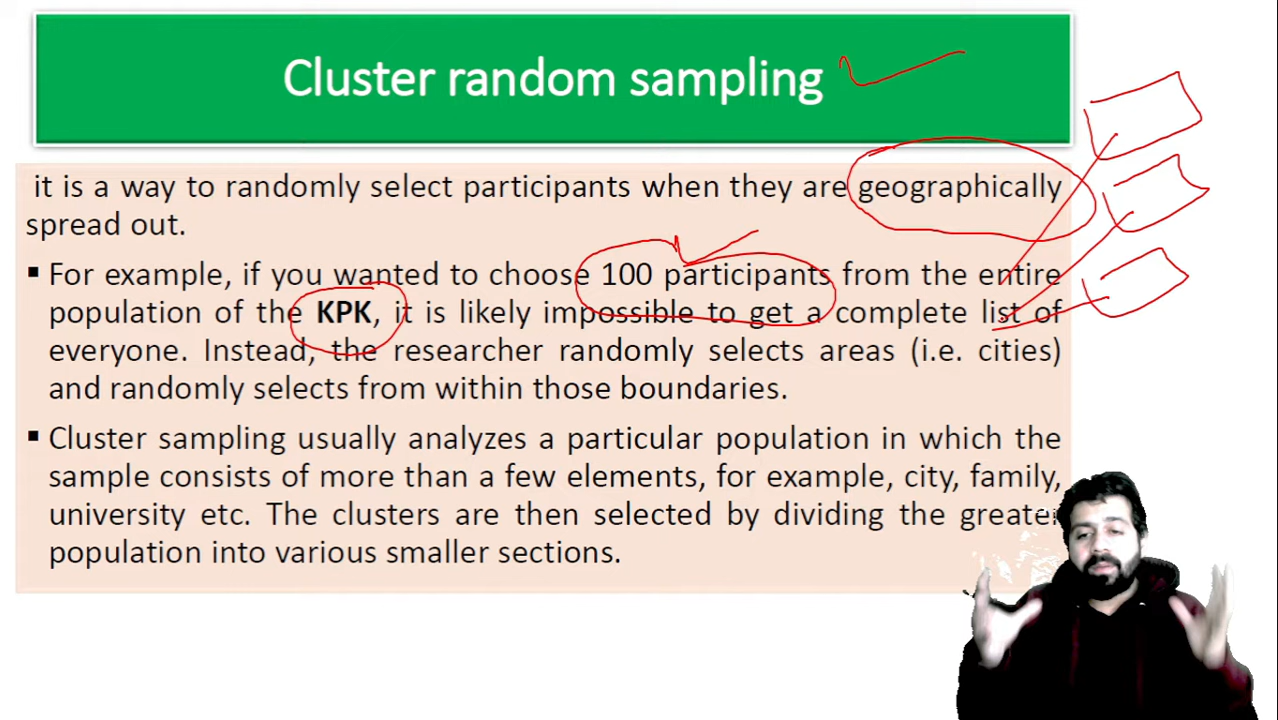 Cluster random sampling
it is a way to randomly select participants when they are geographically
spread out.
▪ For example, if you wanted to choose 100 participants from the entire
population of the KPK, it is likely impossible to get a complete list of
everyone. Instead, the researcher randomly selects areas (i.e. cities)
and randomly selects from within those boundaries.
▪ Cluster sampling usually analyzes a particular population in which the
sample consists of more than a few elements, for example, city, family,
university etc. The clusters are then selected by dividing the greater
population into various smaller sections.